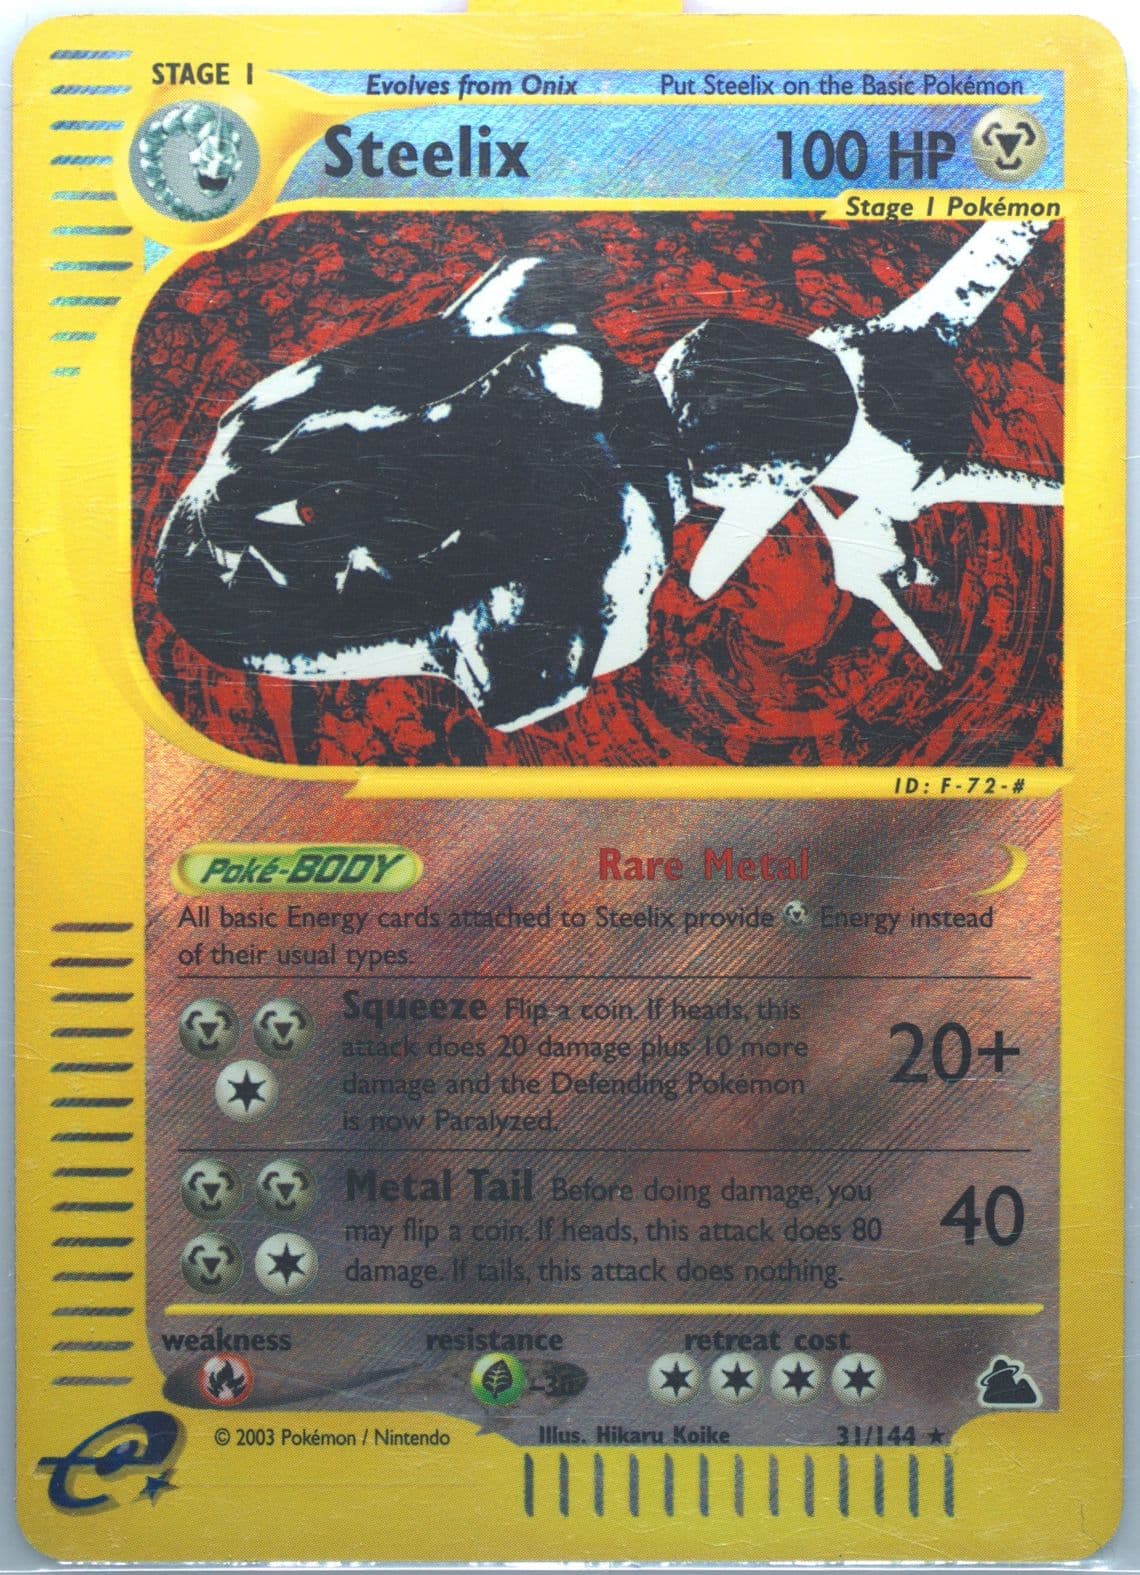 STAGE 1
Evolves from Onix
Put Steelix on the Basic Pokémon
Steelix
100 HP
Stage 1 Pokémon
ID: F-72-#
Poké-BODY
Rare Metal
All basic Energy cards attached to Steelix provide Energy instead
of their usual types.
Squeeze Flip a coin. If heads, this
attack does 20 damage plus 10 more
damage and the Defending Pokémon
is now Paralyzed.
20+
Metal Tail Before doing damage, you
may flip a coin. If heads, this attack does 80
damage. If tails, this attack does nothing.
40
weakness
resistance
retreat cost
-30
© 2003 Pokémon / Nintendo
Illus. Hikaru Koike
31/144 ★
e